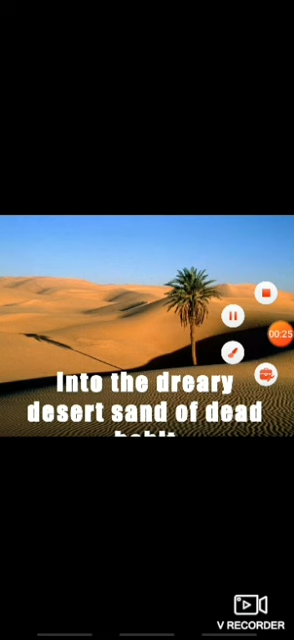 00:25
Into the dreary
desert sand of dead
V RECORDER